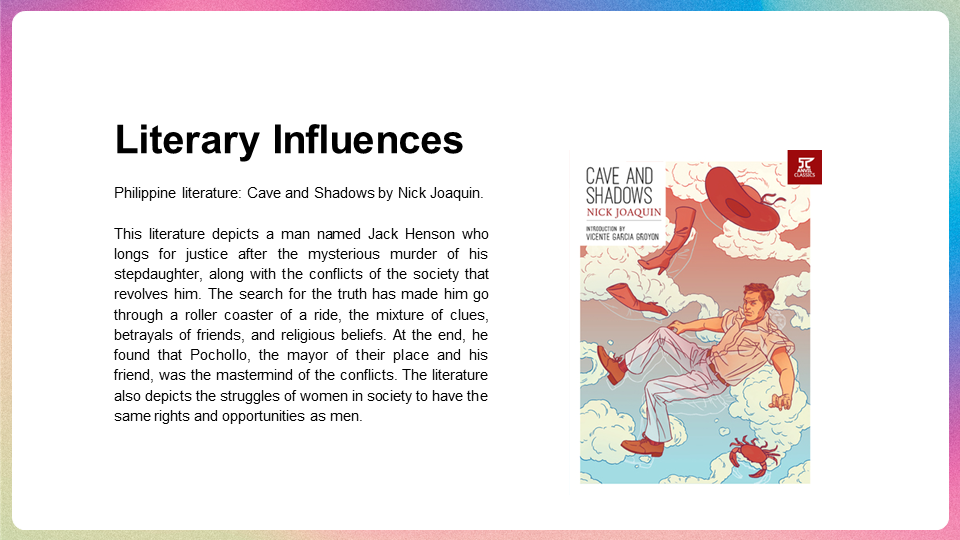 Literary Influences
Philippine literature: Cave and Shadows by Nick Joaquin.
This literature depicts a man named Jack Henson who
longs for justice after the mysterious murder of his
stepdaughter, along with the conflicts of the society that
revolves him. The search for the truth has made him go
through a roller coaster of a ride, the mixture of clues,
betrayals of friends, and religious beliefs. At the end, he
found that Pochollo, the mayor of their place and his
friend, was the mastermind of the conflicts. The literature
also depicts the struggles of women in society to have the
same rights and opportunities as men.
ANVIL
CLASSICS
CAVE AND
SHADOWS
NICK JOAQUIN
INTRODUCTION BY
VICENTE GARCIA GROYON